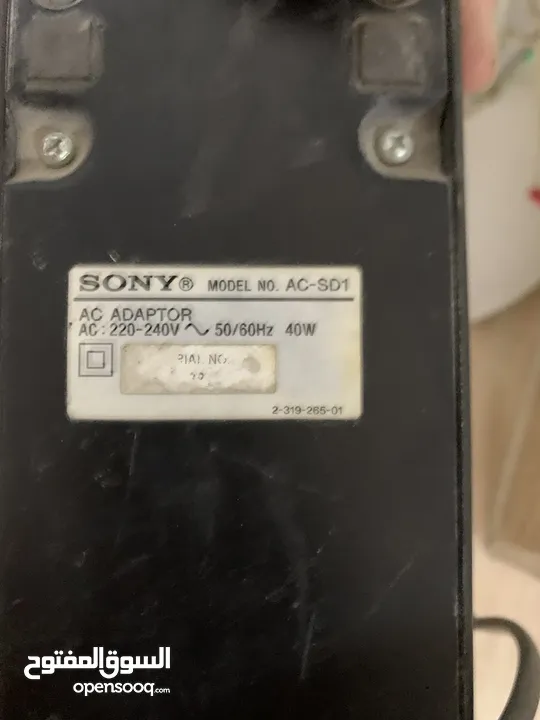 SONY® MODEL NO. AC-SD1
AC ADAPTOR
AC: 220-240V ~ 50/60Hz 40W
NO.
2-319-265-01
السوق المفتوح
opensooq.com